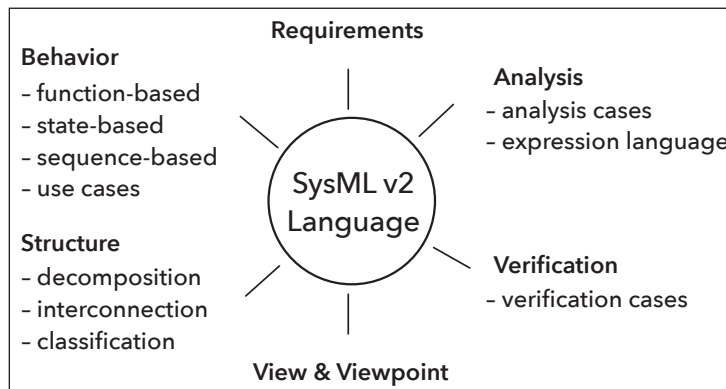 Requirements
Behavior
– function-based
– state-based
– sequence-based
– use cases
Analysis
– analysis cases
– expression language
SysML v2
Language
Structure
– decomposition
– interconnection
– classification
Verification
– verification cases
View & Viewpoint